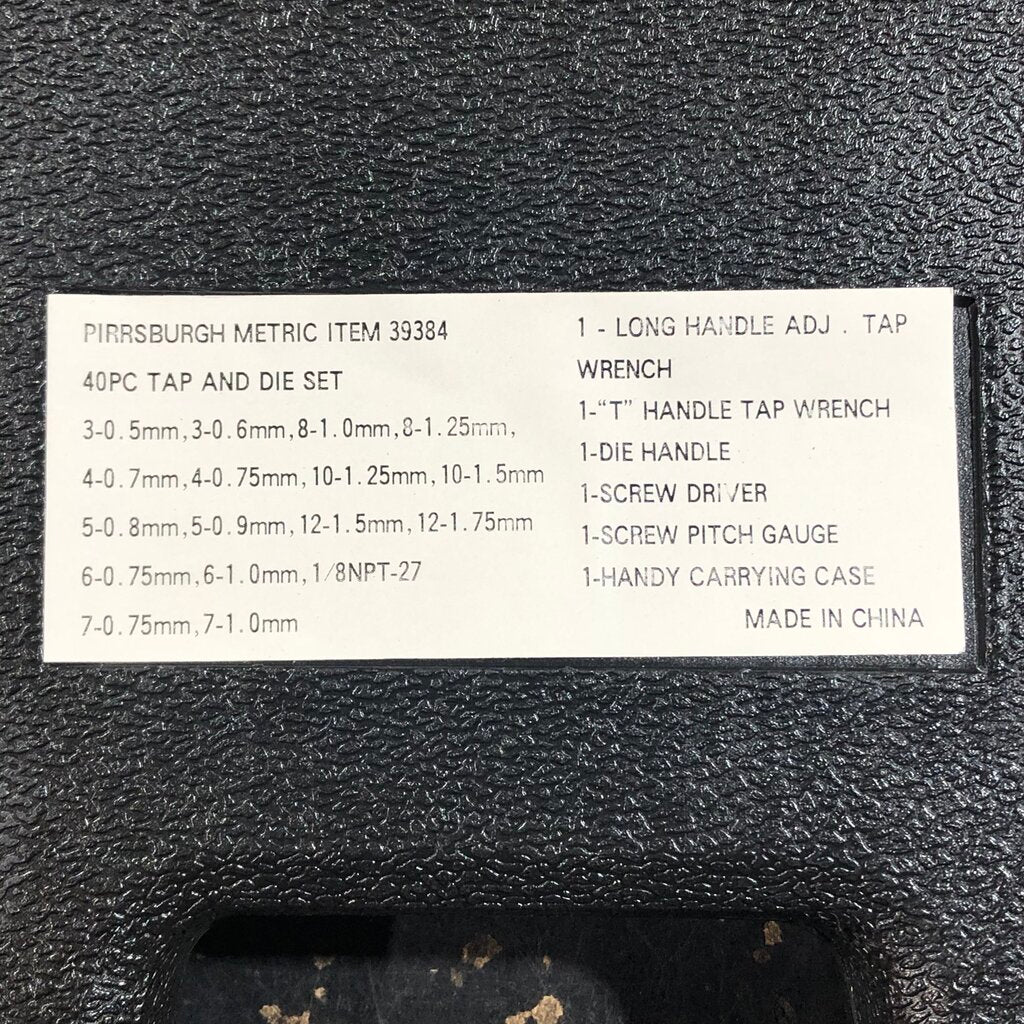 PIRRSBURGH METRIC ITEM 39384
40PC TAP AND DIE SET
3-0.5mm,3-0.6mm,8-1.0mm,8-1.25mm,
4-0.7mm,4-0.75mm,10-1.25mm,10-1.5mm
5-0.8mm,5-0.9mm,12-1.5mm,12-1.75mm
6-0.75mm,6-1.0mm,1/8NPT-27
7-0.75mm,7-1.0mm
1 - LONG HANDLE ADJ . TAP
WRENCH
1-“T” HANDLE TAP WRENCH
1-DIE HANDLE
1-SCREW DRIVER
1-SCREW PITCH GAUGE
1-HANDY CARRYING CASE
MADE IN CHINA